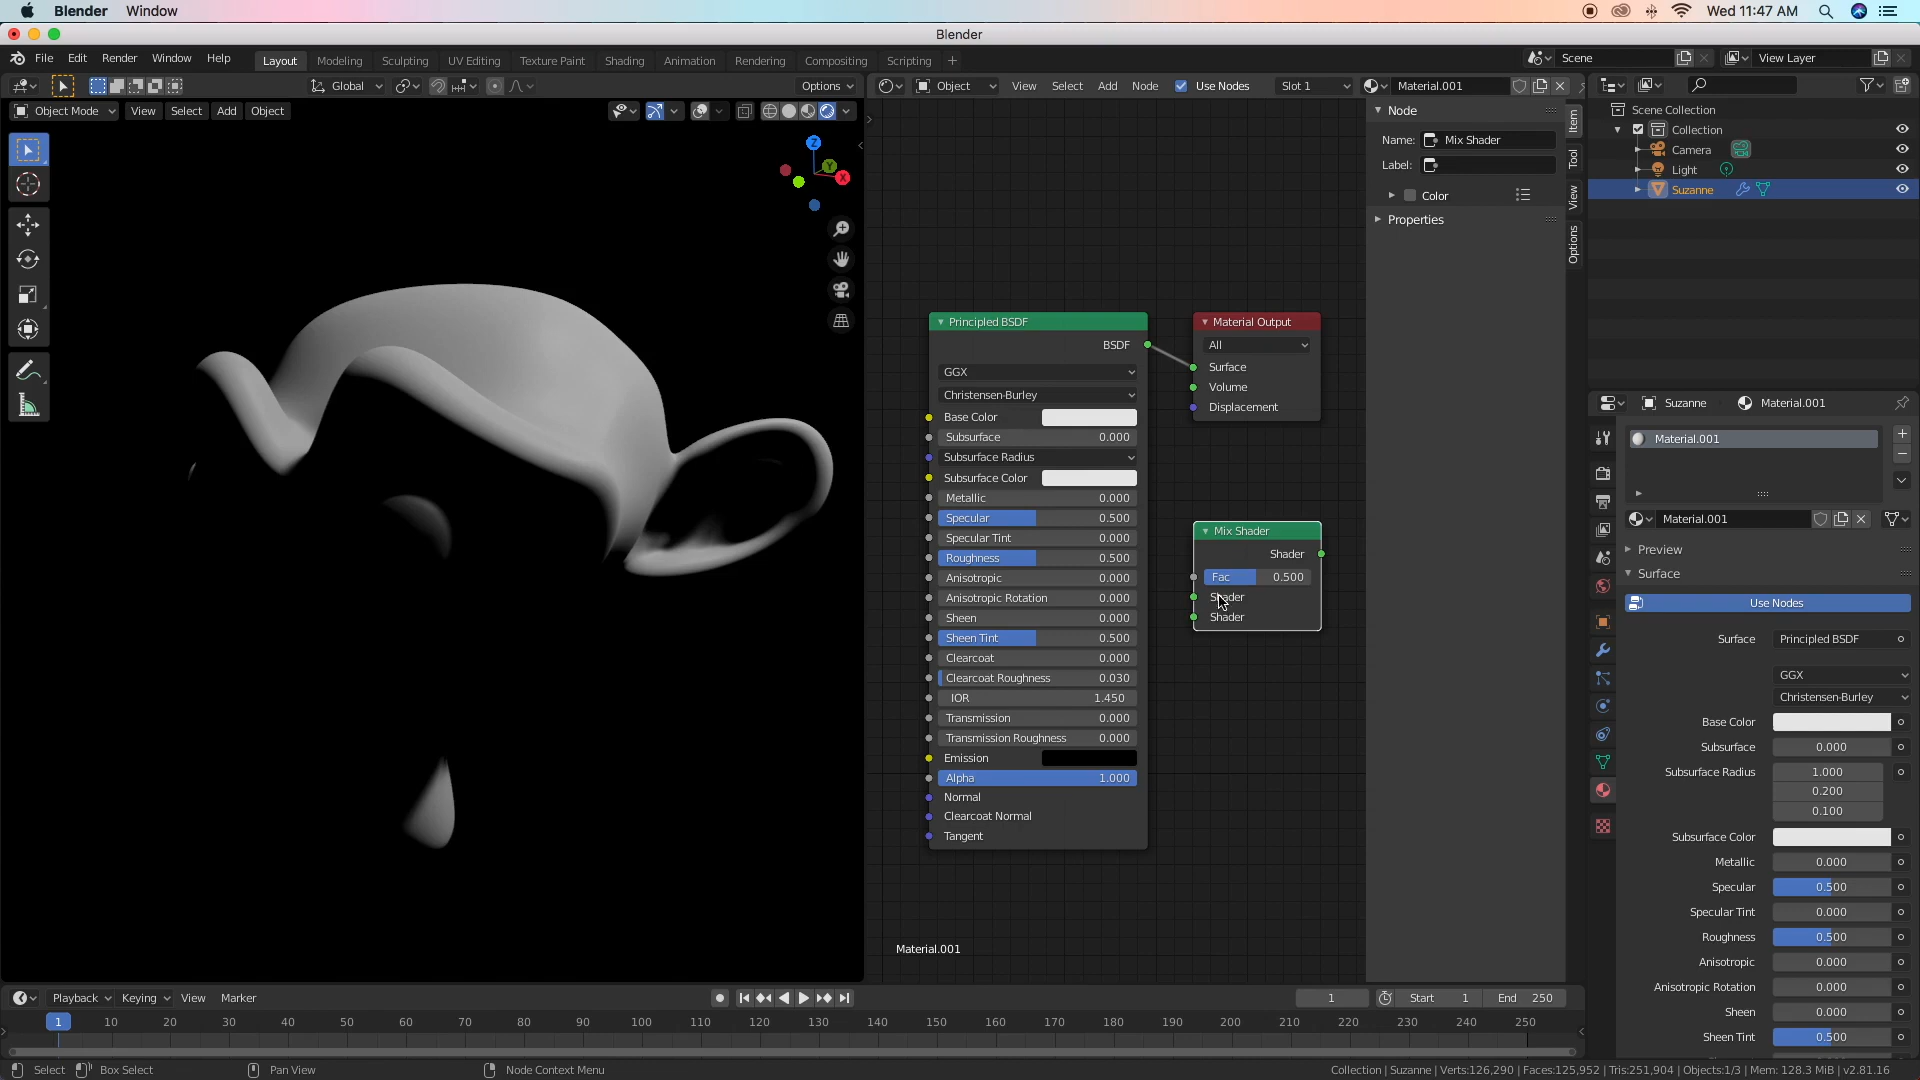 Blender Window Wed 11:47 AM
Blender
File Edit Render Window Help Layout Modeling Sculpting UV Editing Texture Paint Shading Animation Rendering Compositing Scripting + Scene View Layer
Global Options Object View Select Add Node Use Nodes Slot 1 Material.001
Object Mode View Select Add Object
Z
Y
X
Node
Name: Mix Shader
Label:
Color
Properties
Item
Tool
View
Options
Scene Collection
Collection
Camera
Light
Suzanne
Principled BSDF
BSDF
GGX
Christensen-Burley
Base Color
Subsurface 0.000
Subsurface Radius
Subsurface Color
Metallic 0.000
Specular 0.500
Specular Tint 0.000
Roughness 0.500
Anisotropic 0.000
Anisotropic Rotation 0.000
Sheen 0.000
Sheen Tint 0.500
Clearcoat 0.000
Clearcoat Roughness 0.030
IOR 1.450
Transmission 0.000
Transmission Roughness 0.000
Emission
Alpha 1.000
Normal
Clearcoat Normal
Tangent
Material Output
All
Surface
Volume
Displacement
Mix Shader
Shader
Fac 0.500
Shader
Shader
Material.001
Suzanne Material.001
Material.001
Material.001
Preview
Surface
Use Nodes
Surface Principled BSDF
GGX
Christensen-Burley
Base Color
Subsurface 0.000
Subsurface Radius 1.000
0.200
0.100
Subsurface Color
Metallic 0.000
Specular 0.500
Specular Tint 0.000
Roughness 0.500
Anisotropic 0.000
Anisotropic Rotation 0.000
Sheen 0.000
Sheen Tint 0.500
Playback Keying View Marker 1 Start 1 End 250
1 10 20 30 40 50 60 70 80 90 100 110 120 130 140 150 160 170 180 190 200 210 220 230 240 250
Select Box Select Pan View Node Context Menu Collection | Suzanne | Verts:126,290 | Faces:125,952 | Tris:251,904 | Objects:1/3 | Mem: 128.3 MiB | v2.81.16